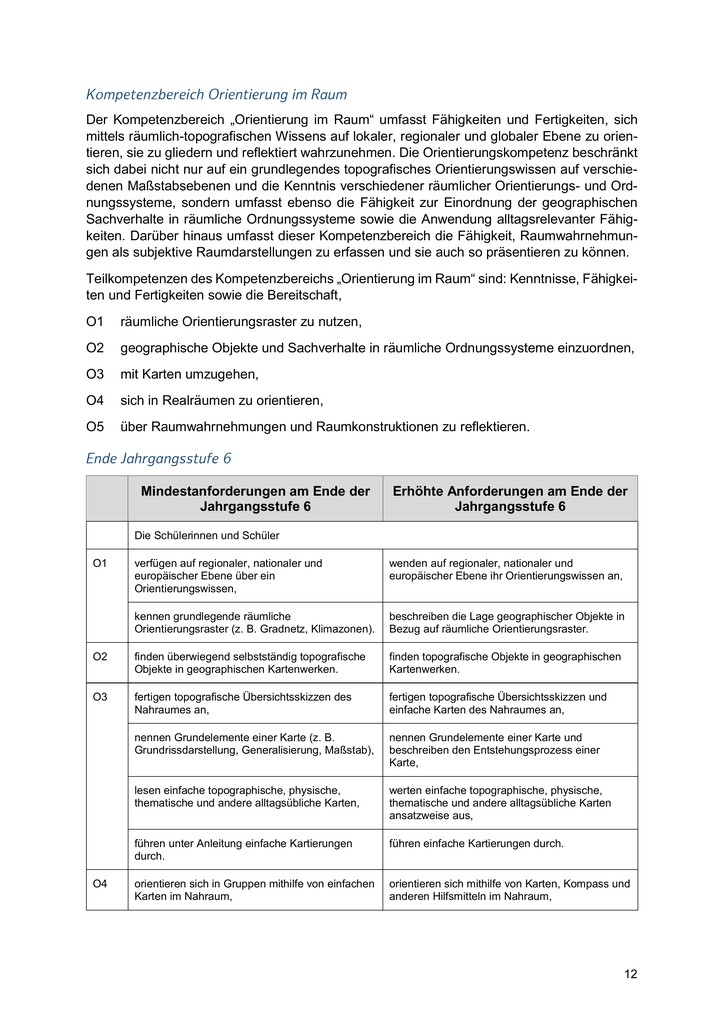 Kompetenzbereich Orientierung im Raum
Der Kompetenzbereich „Orientierung im Raum“ umfasst Fähigkeiten und Fertigkeiten, sich
mittels räumlich-topografischen Wissens auf lokaler, regionaler und globaler Ebene zu orien-
tieren, sie zu gliedern und reflektiert wahrzunehmen. Die Orientierungskompetenz beschränkt
sich dabei nicht nur auf ein grundlegendes topografisches Orientierungswissen auf verschie-
denen Maßstabsebenen und die Kenntnis verschiedener räumlicher Orientierungs- und Ord-
nungssysteme, sondern umfasst ebenso die Fähigkeit zur Einordnung der geographischen
Sachverhalte in räumliche Ordnungssysteme sowie die Anwendung alltagsrelevanter Fähig-
keiten. Darüber hinaus umfasst dieser Kompetenzbereich die Fähigkeit, Raumwahrnehmun-
gen als subjektive Raumdarstellungen zu erfassen und sie auch so präsentieren zu können.
Teilkompetenzen des Kompetenzbereichs „Orientierung im Raum“ sind: Kenntnisse, Fähigkei-
ten und Fertigkeiten sowie die Bereitschaft,
O1 räumliche Orientierungsraster zu nutzen,
O2 geographische Objekte und Sachverhalte in räumliche Ordnungssysteme einzuordnen,
O3 mit Karten umzugehen,
O4 sich in Realräumen zu orientieren,
O5 über Raumwahrnehmungen und Raumkonstruktionen zu reflektieren.
Ende Jahrgangsstufe 6
Mindestanforderungen am Ende der
Jahrgangsstufe 6
Erhöhte Anforderungen am Ende der
Jahrgangsstufe 6
Die Schülerinnen und Schüler
O1
verfügen auf regionaler, nationaler und
europäischer Ebene über ein
Orientierungswissen,
wenden auf regionaler, nationaler und
europäischer Ebene ihr Orientierungswissen an,
kennen grundlegende räumliche
Orientierungsraster (z. B. Gradnetz, Klimazonen).
beschreiben die Lage geographischer Objekte in
Bezug auf räumliche Orientierungsraster.
O2
finden überwiegend selbstständig topografische
Objekte in geographischen Kartenwerken.
finden topografische Objekte in geographischen
Kartenwerken.
O3
fertigen topografische Übersichtsskizzen des
Nahraumes an,
fertigen topografische Übersichtsskizzen und
einfache Karten des Nahraumes an,
nennen Grundelemente einer Karte (z. B.
Grundrissdarstellung, Generalisierung, Maßstab),
nennen Grundelemente einer Karte und
beschreiben den Entstehungsprozess einer
Karte,
lesen einfache topographische, physische,
thematische und andere alltagsübliche Karten,
werten einfache topographische, physische,
thematische und andere alltagsübliche Karten
ansatzweise aus,
führen unter Anleitung einfache Kartierungen
durch.
führen einfache Kartierungen durch.
O4
orientieren sich in Gruppen mithilfe von einfachen
Karten im Nahraum,
orientieren sich mithilfe von Karten, Kompass und
anderen Hilfsmitteln im Nahraum,
12